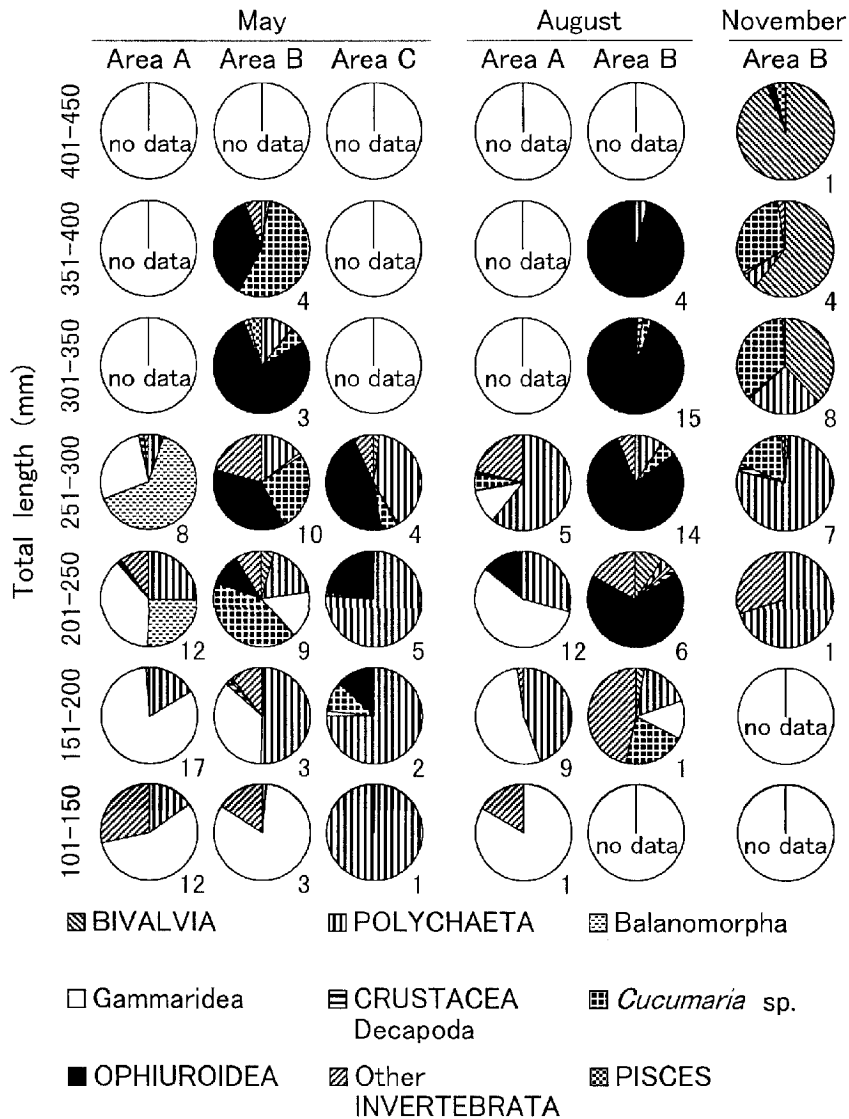 May August November
Area A Area B Area C Area A Area B Area B
401-450 no data no data no data no data no data 1
351-400 no data 4 no data no data 4 4
301-350 no data 3 no data no data 15 8
251-300 8 10 4 5 14 7
201-250 12 9 5 12 6 1
151-200 17 3 2 9 1 no data
101-150 12 3 1 1 no data no data
Total length (mm)
BIVALVIA POLYCHAETA Balanomorpha
Gammaridea CRUSTACEA Cucumaria sp.
Decapoda
OPHIUROIDEA Other PISCES
INVERTEBRATA